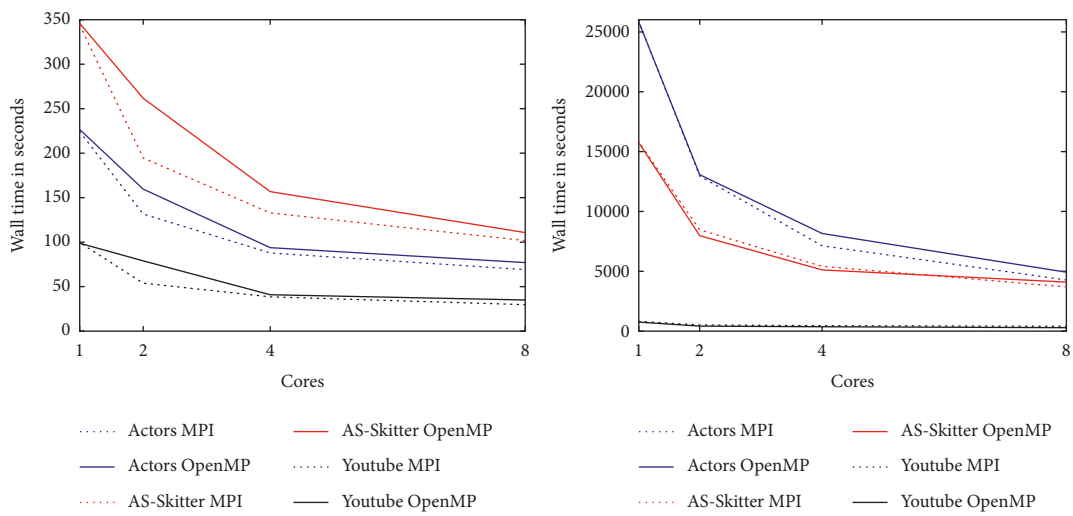 350
300
250
200
150
100
50
0
Wall time in seconds
1 2 4 8
Cores
Actors MPI
Actors OpenMP
AS-Skitter MPI
AS-Skitter OpenMP
Youtube MPI
Youtube OpenMP
25000
20000
15000
10000
5000
0
Wall time in seconds
1 2 4 8
Cores
Actors MPI
Actors OpenMP
AS-Skitter MPI
AS-Skitter OpenMP
Youtube MPI
Youtube OpenMP